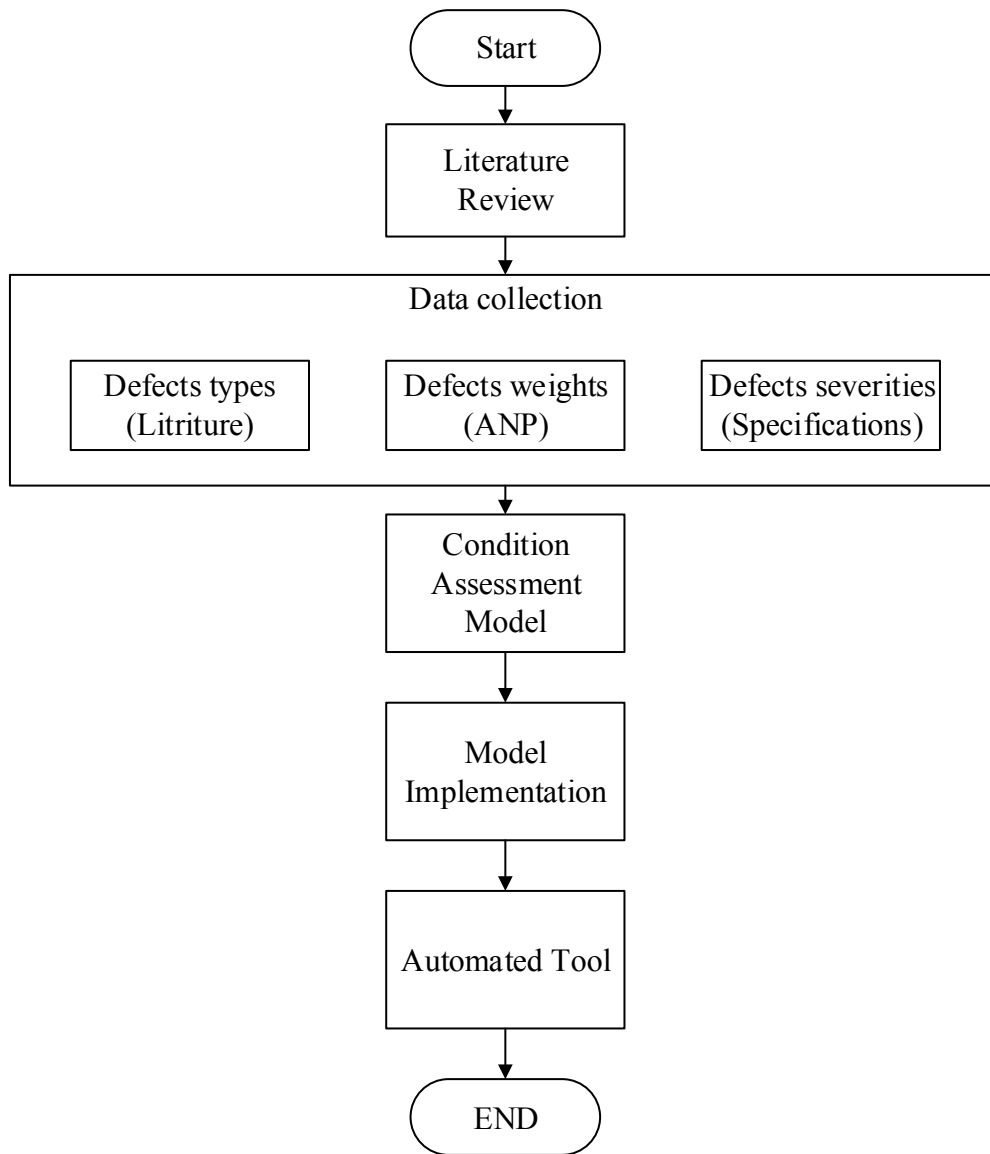 Start
Literature
Review
Data collection
Defects types
(Litriture)
Defects weights
(ANP)
Defects severities
(Specifications)
Condition
Assessment
Model
Model
Implementation
Automated Tool
END